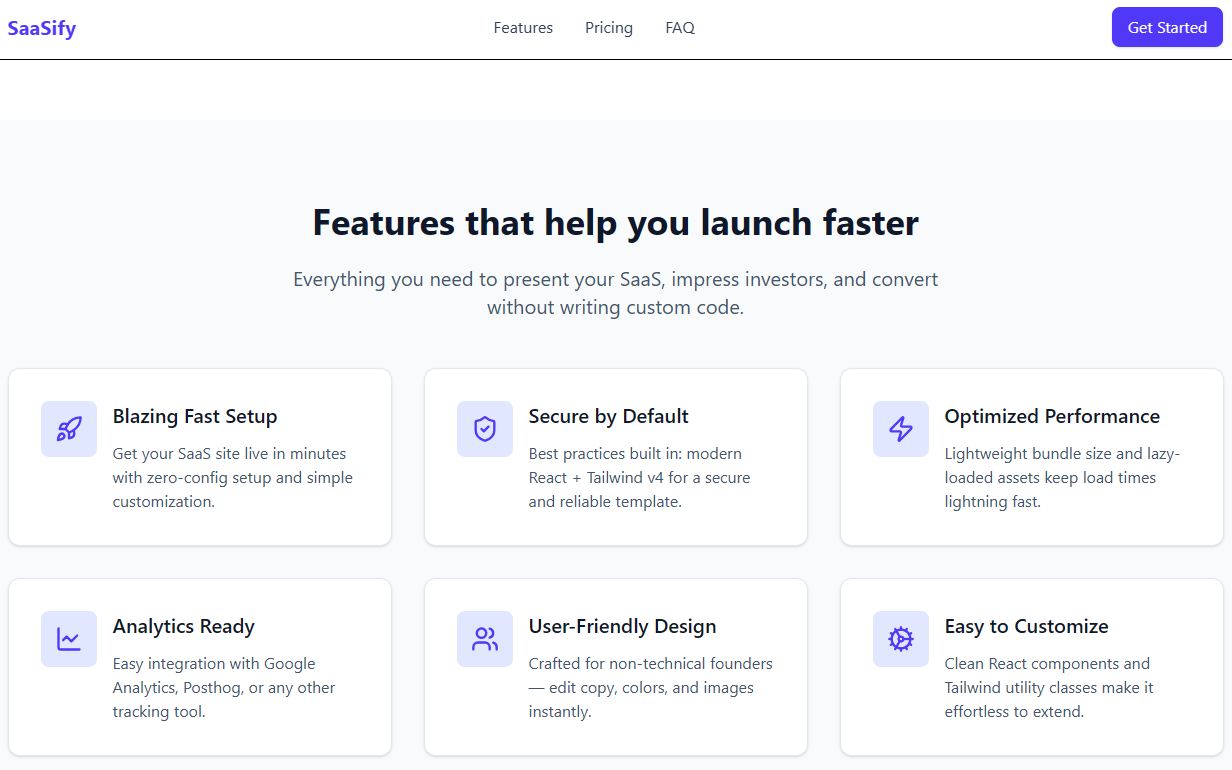 SaaSify
Features
Pricing
FAQ
Get Started
Features that help you launch faster
Everything you need to present your SaaS, impress investors, and convert
without writing custom code.
Blazing Fast Setup
Get your SaaS site live in minutes
with zero-config setup and simple
customization.
Secure by Default
Best practices built in: modern
React + Tailwind v4 for a secure
and reliable template.
Optimized Performance
Lightweight bundle size and lazy-
loaded assets keep load times
lightning fast.
Analytics Ready
Easy integration with Google
Analytics, Posthog, or any other
tracking tool.
User-Friendly Design
Crafted for non-technical founders
— edit copy, colors, and images
instantly.
Easy to Customize
Clean React components and
Tailwind utility classes make it
effortless to extend.